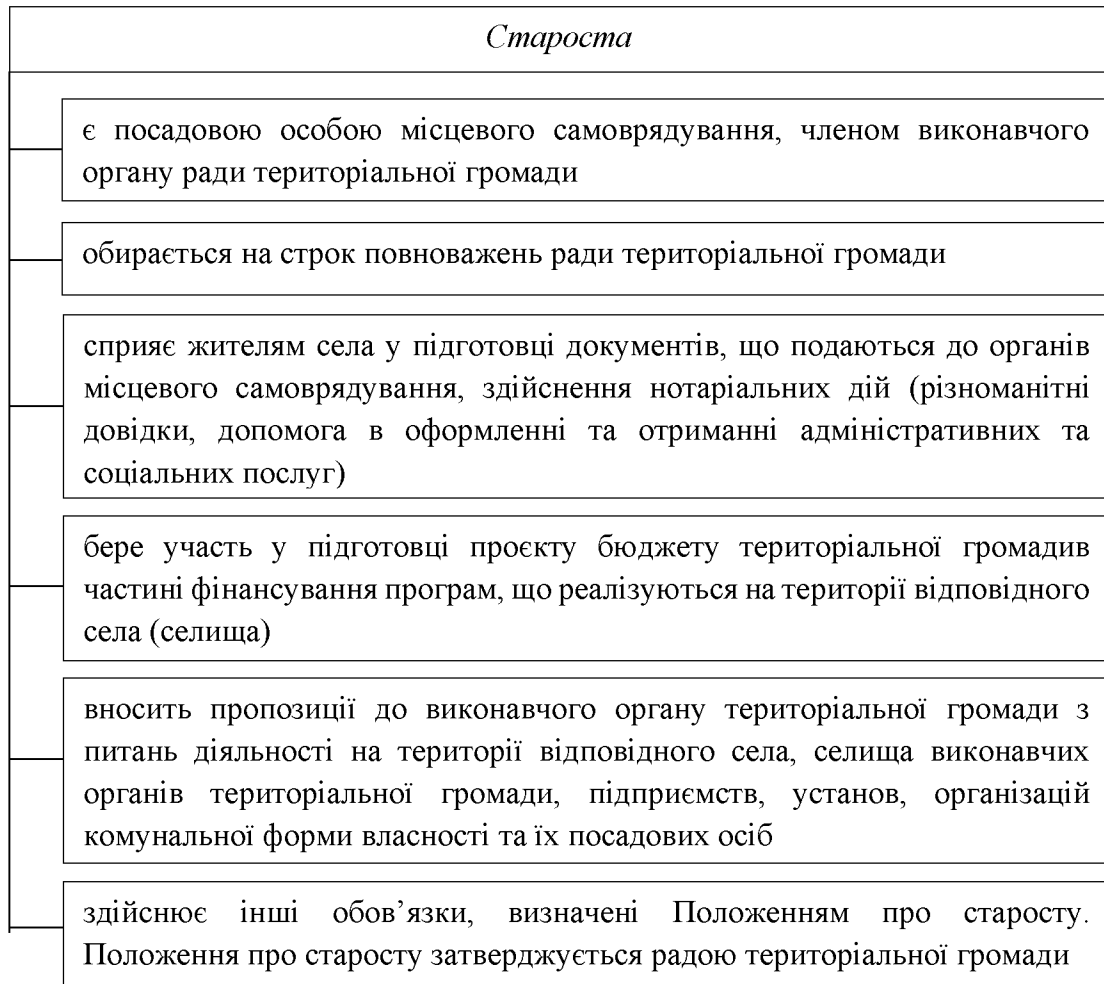 Староста
є посадовою особою місцевого самоврядування, членом виконавчого
органу ради територіальної громади
обирається на строк повноважень ради територіальної громади
сприяє жителям села у підготовці документів, що подаються до органів
місцевого самоврядування, здійснення нотаріальних дій (різноманітні
довідки, допомога в оформленні та отриманні адміністративних та
соціальних послуг)
бере участь у підготовці проєкту бюджету територіальної громадив
частині фінансування програм, що реалізуються на території відповідного
села (селища)
вносить пропозиції до виконавчого органу територіальної громади з
питань діяльності на території відповідного села, селища виконавчих
органів територіальної громади, підприємств, установ, організацій
комунальної форми власності та їх посадових осіб
здійснює інші обов’язки, визначені Положенням про старосту.
Положення про старосту затверджується радою територіальної громади